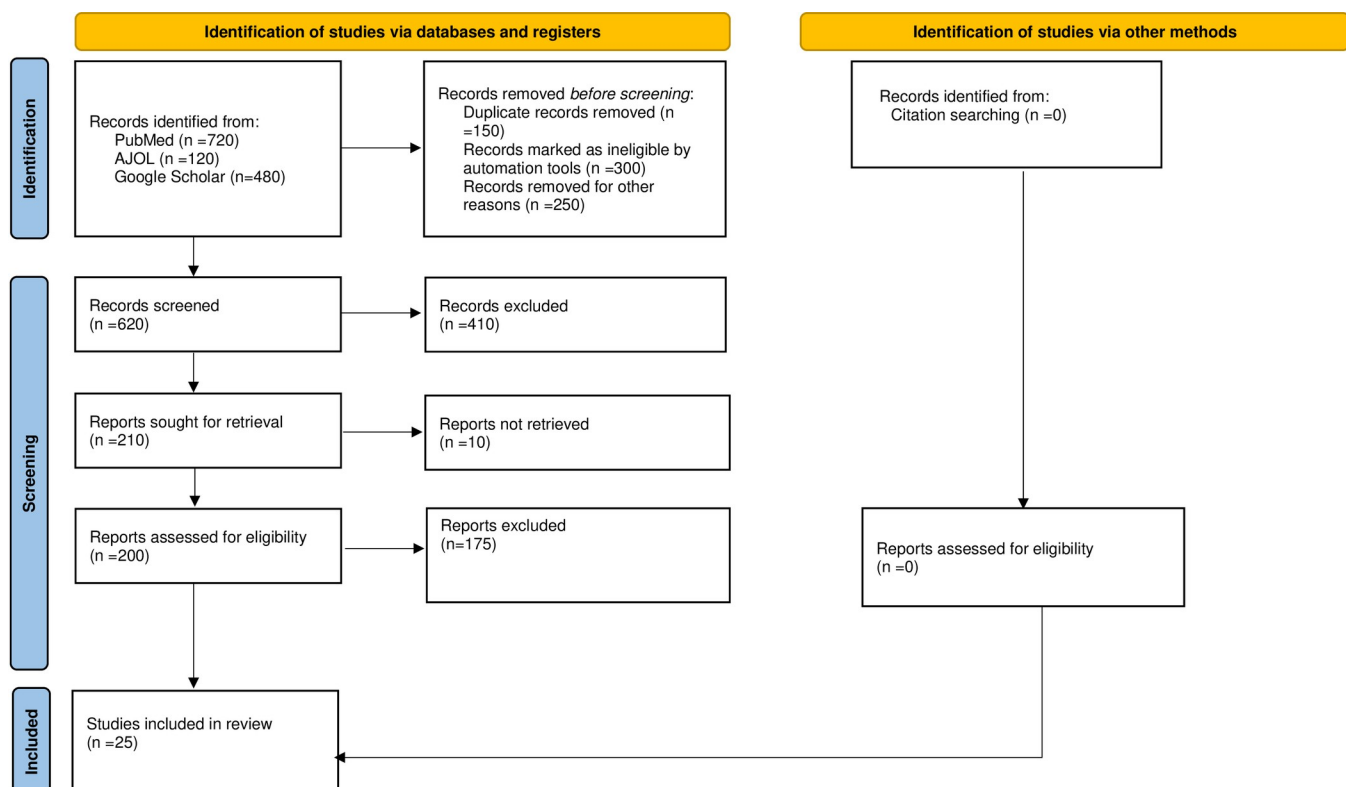 Identification of studies via databases and registers
Identification of studies via other methods
Identification
Records identified from:
PubMed (n =720)
AJOL (n =120)
Google Scholar (n=480)
Records removed before screening:
Duplicate records removed (n
=150)
Records marked as ineligible by
automation tools (n =300)
Records removed for other
reasons (n =250)
Records identified from:
Citation searching (n =0)
Screening
Records screened
(n =620)
Records excluded
(n =410)
Reports sought for retrieval
(n =210)
Reports not retrieved
(n =10)
Reports assessed for eligibility
(n =200)
Reports excluded
(n=175)
Reports assessed for eligibility
(n =0)
Included
Studies included in review
(n =25)